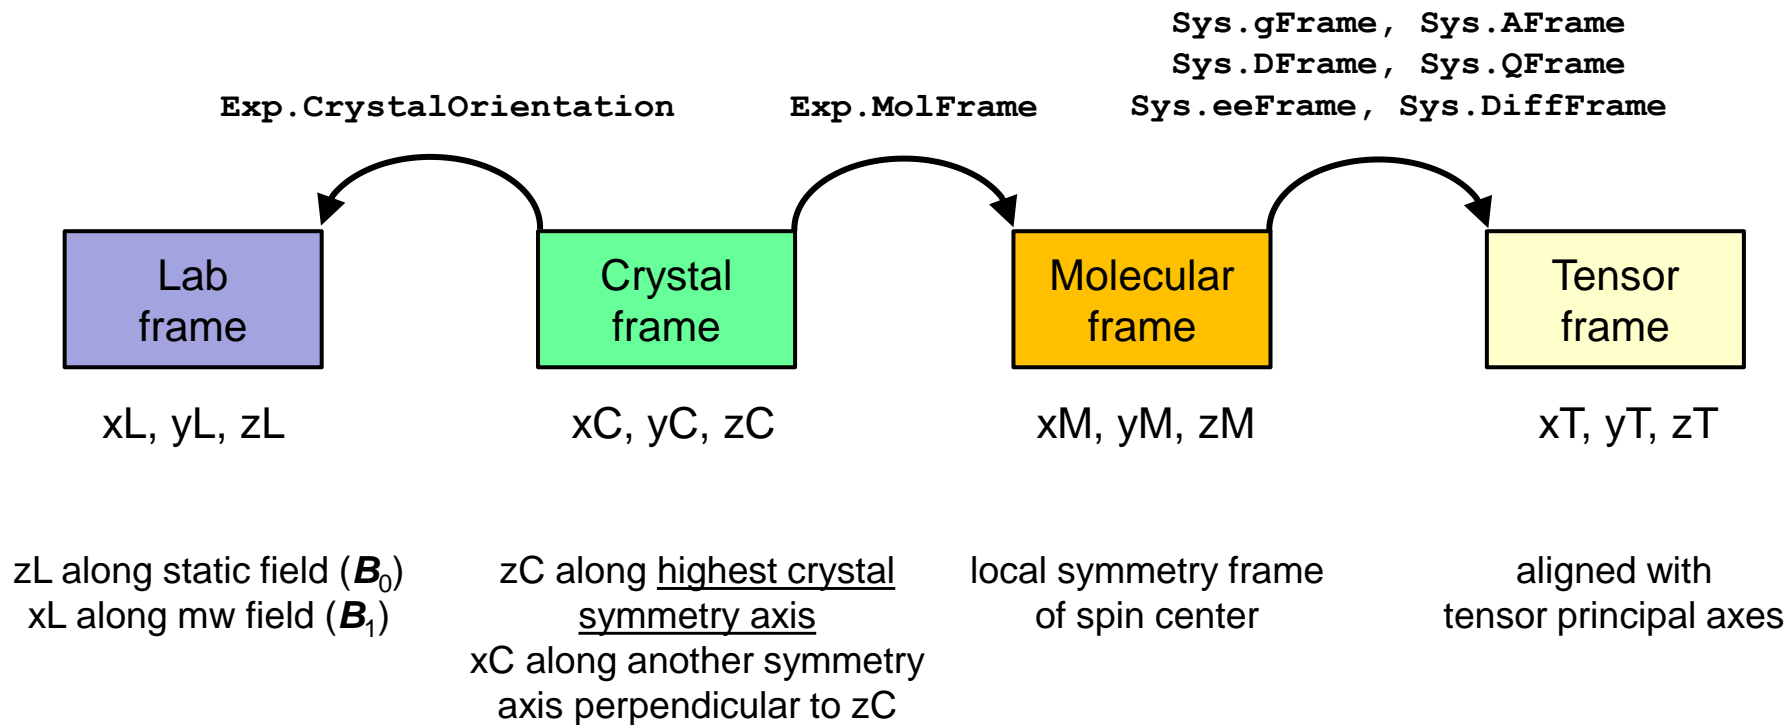 Sys.gFrame, Sys.AFrame
Sys.DFrame, Sys.QFrame
Sys.eeFrame, Sys.DiffFrame
Exp.CrystalOrientation
Exp.MolFrame
Lab
frame
Crystal
frame
Molecular
frame
Tensor
frame
xL, yL, zL
xC, yC, zC
xM, yM, zM
xT, yT, zT
zL along static field (B0)
xL along mw field (B1)
zC along highest crystal
symmetry axis
xC along another symmetry
axis perpendicular to zC
local symmetry frame
of spin center
aligned with
tensor principal axes